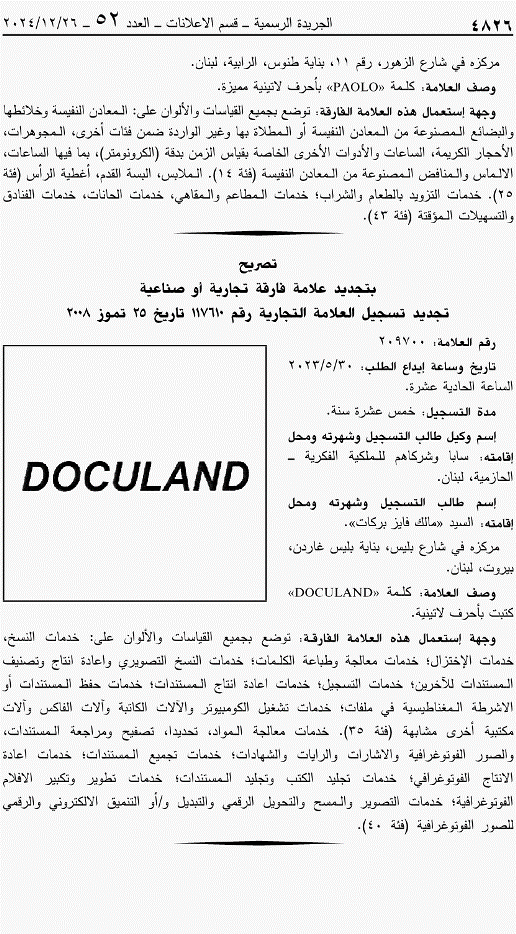 ٤٨٢٦
الجريدة الرسمية – قسم الاعلانات – العدد ٥٢ – ٢٠٢٤/١٢/٢٦
مركزه في شارع الزهور، رقم ١١، بناية طنوس، الرابية، لبنان.
وصف العلامة: كلمة «PAOLO» بأحرف لاتينية مميزة.
وجهة إستعمال هذه العلامة الفارقة: توضع بجميع القياسات والألوان على: المعادن النفيسة وخلائطها
والبضائع المصنوعة من المعادن النفيسة أو المطلاة بها وغير الواردة ضمن فئات أخرى، المجوهرات،
الأحجار الكريمة، الساعات والأدوات الأخرى الخاصة بقياس الزمن بدقة (الكرونومتر)، بما فيها الساعات،
الالماس والمنافض المصنوعة من المعادن النفيسة (فئة ١٤). الملابس، البسة القدم، أغطية الرأس (فئة
٢٥). خدمات التزويد بالطعام والشراب؛ خدمات المطاعم والمقاهي، خدمات الحانات، خدمات الفنادق
والتسهيلات المؤقتة (فئة ٤٣).
تصريح
بتجديد علامة فارقة تجارية أو صناعية
تجديد تسجيل العلامة التجارية رقم ١١٧٦١٠ تاريخ ٢٥ تموز ٢٠٠٨
رقم العلامة: ٢٠٩٧٠٠
تاريخ وساعة إيداع الطلب: ٢٠٢٣/٥/٣٠
الساعة الحادية عشرة.
مدة التسجيل: خمس عشرة سنة.
إسم وكيل طالب التسجيل وشهرته ومحل
إقامته: سابا وشركاهم للملكية الفكرية –
الحازمية، لبنان.
إسم طالب التسجيل وشهرته ومحل
إقامته: السيد «مالك فايز بركات».
مركزه في شارع بليس، بناية بليس غاردن،
بيروت، لبنان.
وصف العلامة: كلمة «DOCULAND»
كتبت بأحرف لاتينية.
DOCULAND
وجهة إستعمال هذه العلامة الفارقة: توضع بجميع القياسات والألوان على: خدمات النسخ،
خدمات الإختزال؛ خدمات معالجة وطباعة الكلمات؛ خدمات النسخ التصويري واعادة انتاج وتصنيف
المستندات للآخرين؛ خدمات التسجيل؛ خدمات اعادة انتاج المستندات؛ خدمات حفظ المستندات أو
الاشرطة المغناطيسية في ملفات؛ خدمات تشغيل الكومبيوتر والآلات الكاتبة وآلات الفاكس وآلات
مكتبية أخرى مشابهة (فئة ٣٥). خدمات معالجة المواد، تحديدا، تصفيح ومراجعة المستندات،
والصور الفوتوغرافية والاشارات والرايات والشهادات؛ خدمات تجميع المستندات؛ خدمات اعادة
الانتاج الفوتوغرافي؛ خدمات تجليد الكتب وتجليد المستندات؛ خدمات تطوير وتكبير الافلام
الفوتوغرافية؛ خدمات التصوير والمسح والتحويل الرقمي والتبديل و/أو التنميق الالكتروني والرقمي
للصور الفوتوغرافية (فئة ٤٠).